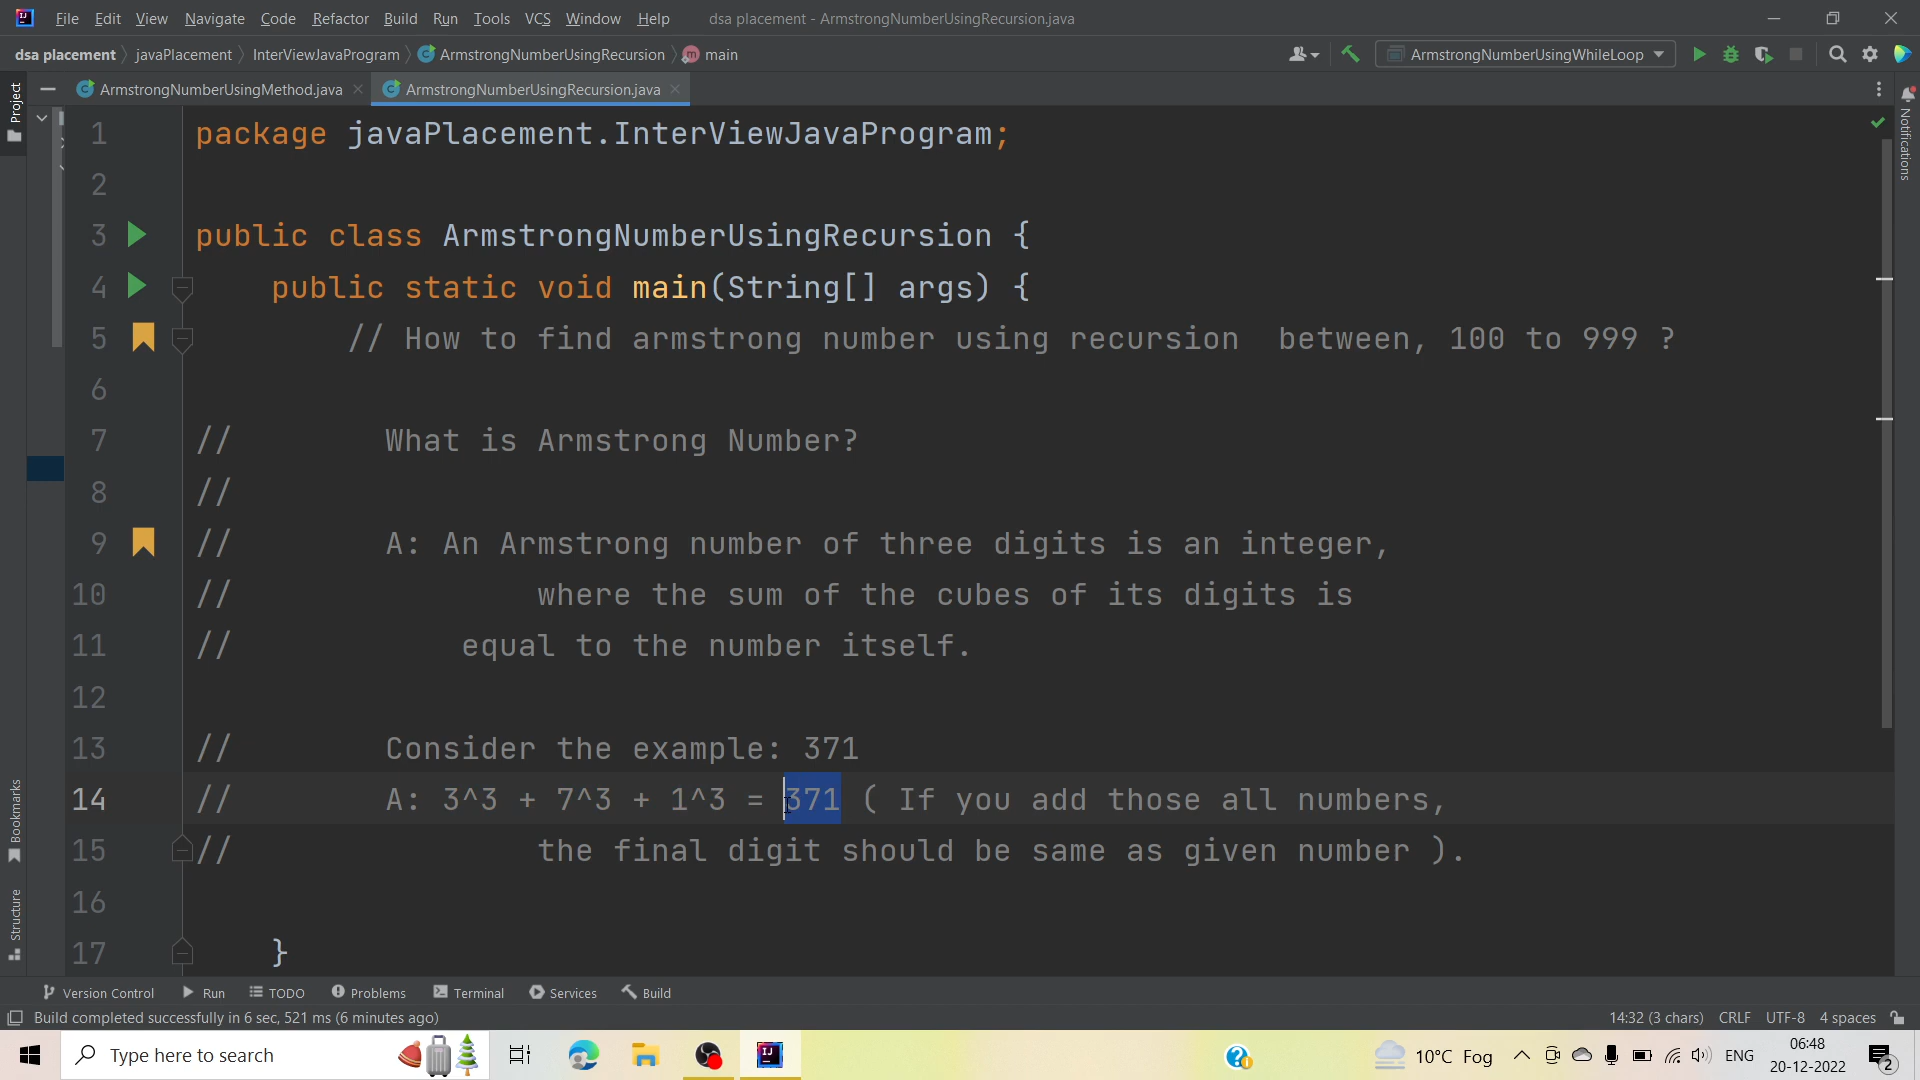 File Edit View Navigate Code Refactor Build Run Tools VCS Window Help dsa placement - ArmstrongNumberUsingRecursion.java
dsa placement javaPlacement InterViewJavaProgram ArmstrongNumberUsingRecursion main ArmstrongNumberUsingWhileLoop
ArmstrongNumberUsingMethod.java ArmstrongNumberUsingRecursion.java
Project
Notifications
1 package javaPlacement.InterViewJavaProgram;
2
3 public class ArmstrongNumberUsingRecursion {
4 public static void main(String[] args) {
5 // How to find armstrong number using recursion  between, 100 to 999 ?
6
7 // What is Armstrong Number?
8 //
9 // A: An Armstrong number of three digits is an integer,
10 // where the sum of the cubes of its digits is
11 // equal to the number itself.
12
13 // Consider the example: 371
14 // A: 3^3 + 7^3 + 1^3 = 371 ( If you add those all numbers,
15 // the final digit should be same as given number ).
16
17 }
Bookmarks
Structure
Version Control Run TODO Problems Terminal Services Build
Build completed successfully in 6 sec, 521 ms (6 minutes ago) 14:32 (3 chars) CRLF UTF-8 4 spaces
Type here to search 10°C Fog ENG 06:48
20-12-2022 2